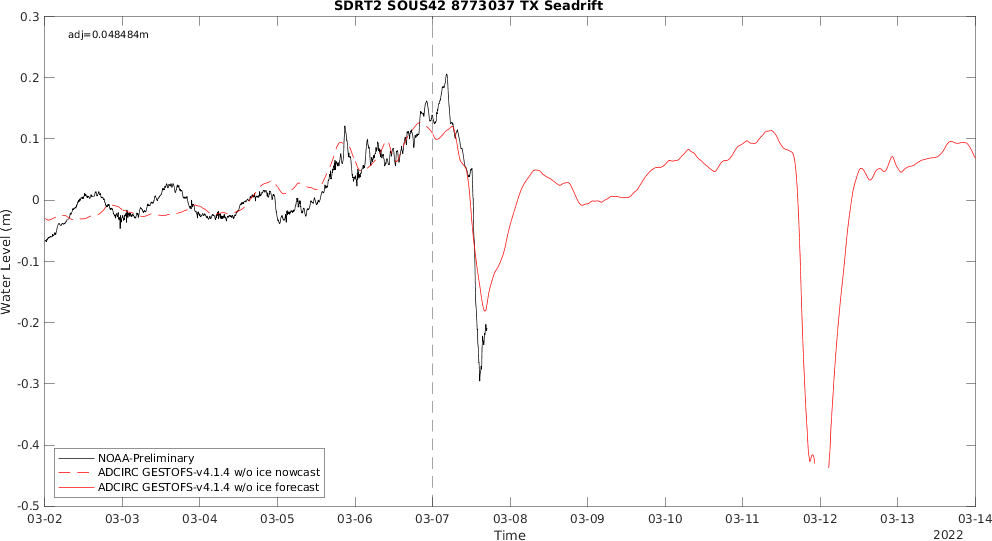 SDRT2 SOUS42 8773037 TX Seadrift
adj=0.048484m
0.3
0.2
0.1
0
-0.1
-0.2
-0.3
-0.4
-0.5
Water Level (m)
NOAA-Preliminary
ADCIRC GESTOFS-v4.1.4 w/o ice nowcast
ADCIRC GESTOFS-v4.1.4 w/o ice forecast
03-02 03-03 03-04 03-05 03-06 03-07 03-08 03-09 03-10 03-11 03-12 03-13 03-14
Time
2022